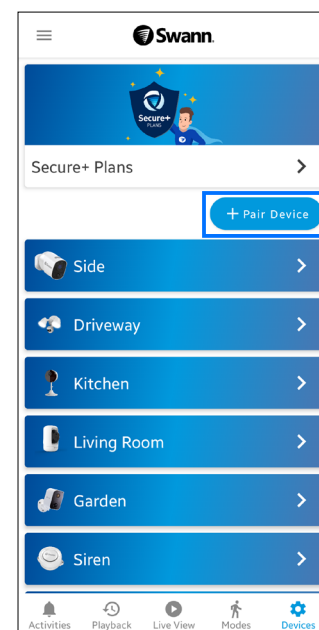 Swann.
Secure+
PLANS
Secure+ Plans
+ Pair Device
Side
Driveway
Kitchen
Living Room
Garden
Siren
Activities Playback Live View Modes Devices